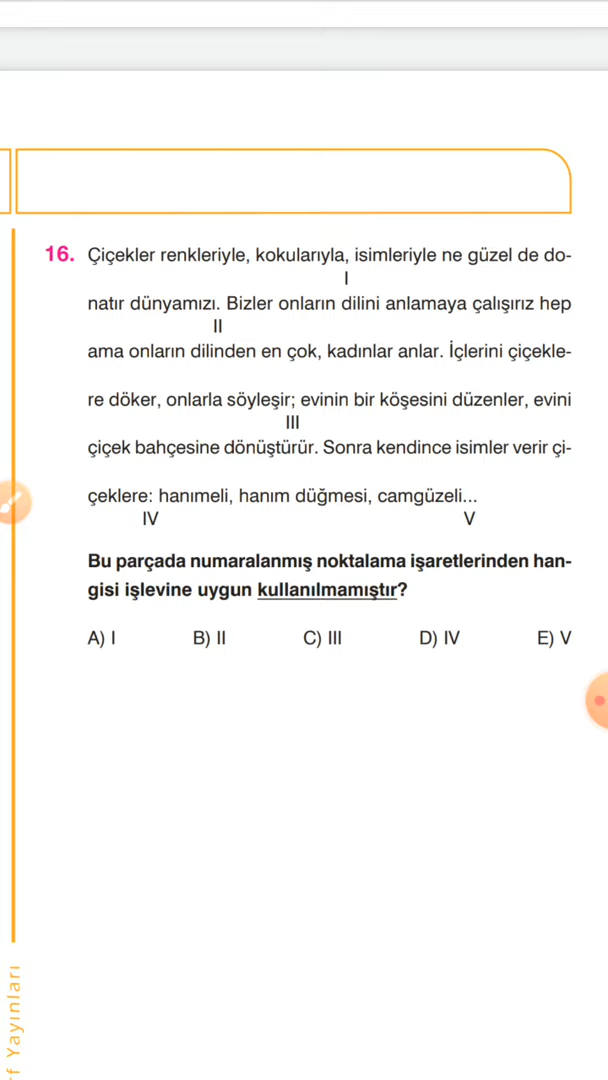 16. Çiçekler renkleriyle, kokularıyla, isimleriyle ne güzel de do-
I
natır dünyamızı. Bizler onların dilini anlamaya çalışırız hep
II
ama onların dilinden en çok, kadınlar anlar. İçlerini çiçekle-
re döker, onlarla söyleşir; evinin bir köşesini düzenler, evini
III
çiçek bahçesine dönüştürür. Sonra kendince isimler verir çi-
çeklere: hanımeli, hanım düğmesi, camgüzeli...
IV V
Bu parçada numaralanmış noktalama işaretlerinden han-
gisi işlevine uygun kullanılmamıştır?
A) I B) II C) III D) IV E) V
f Yayınları